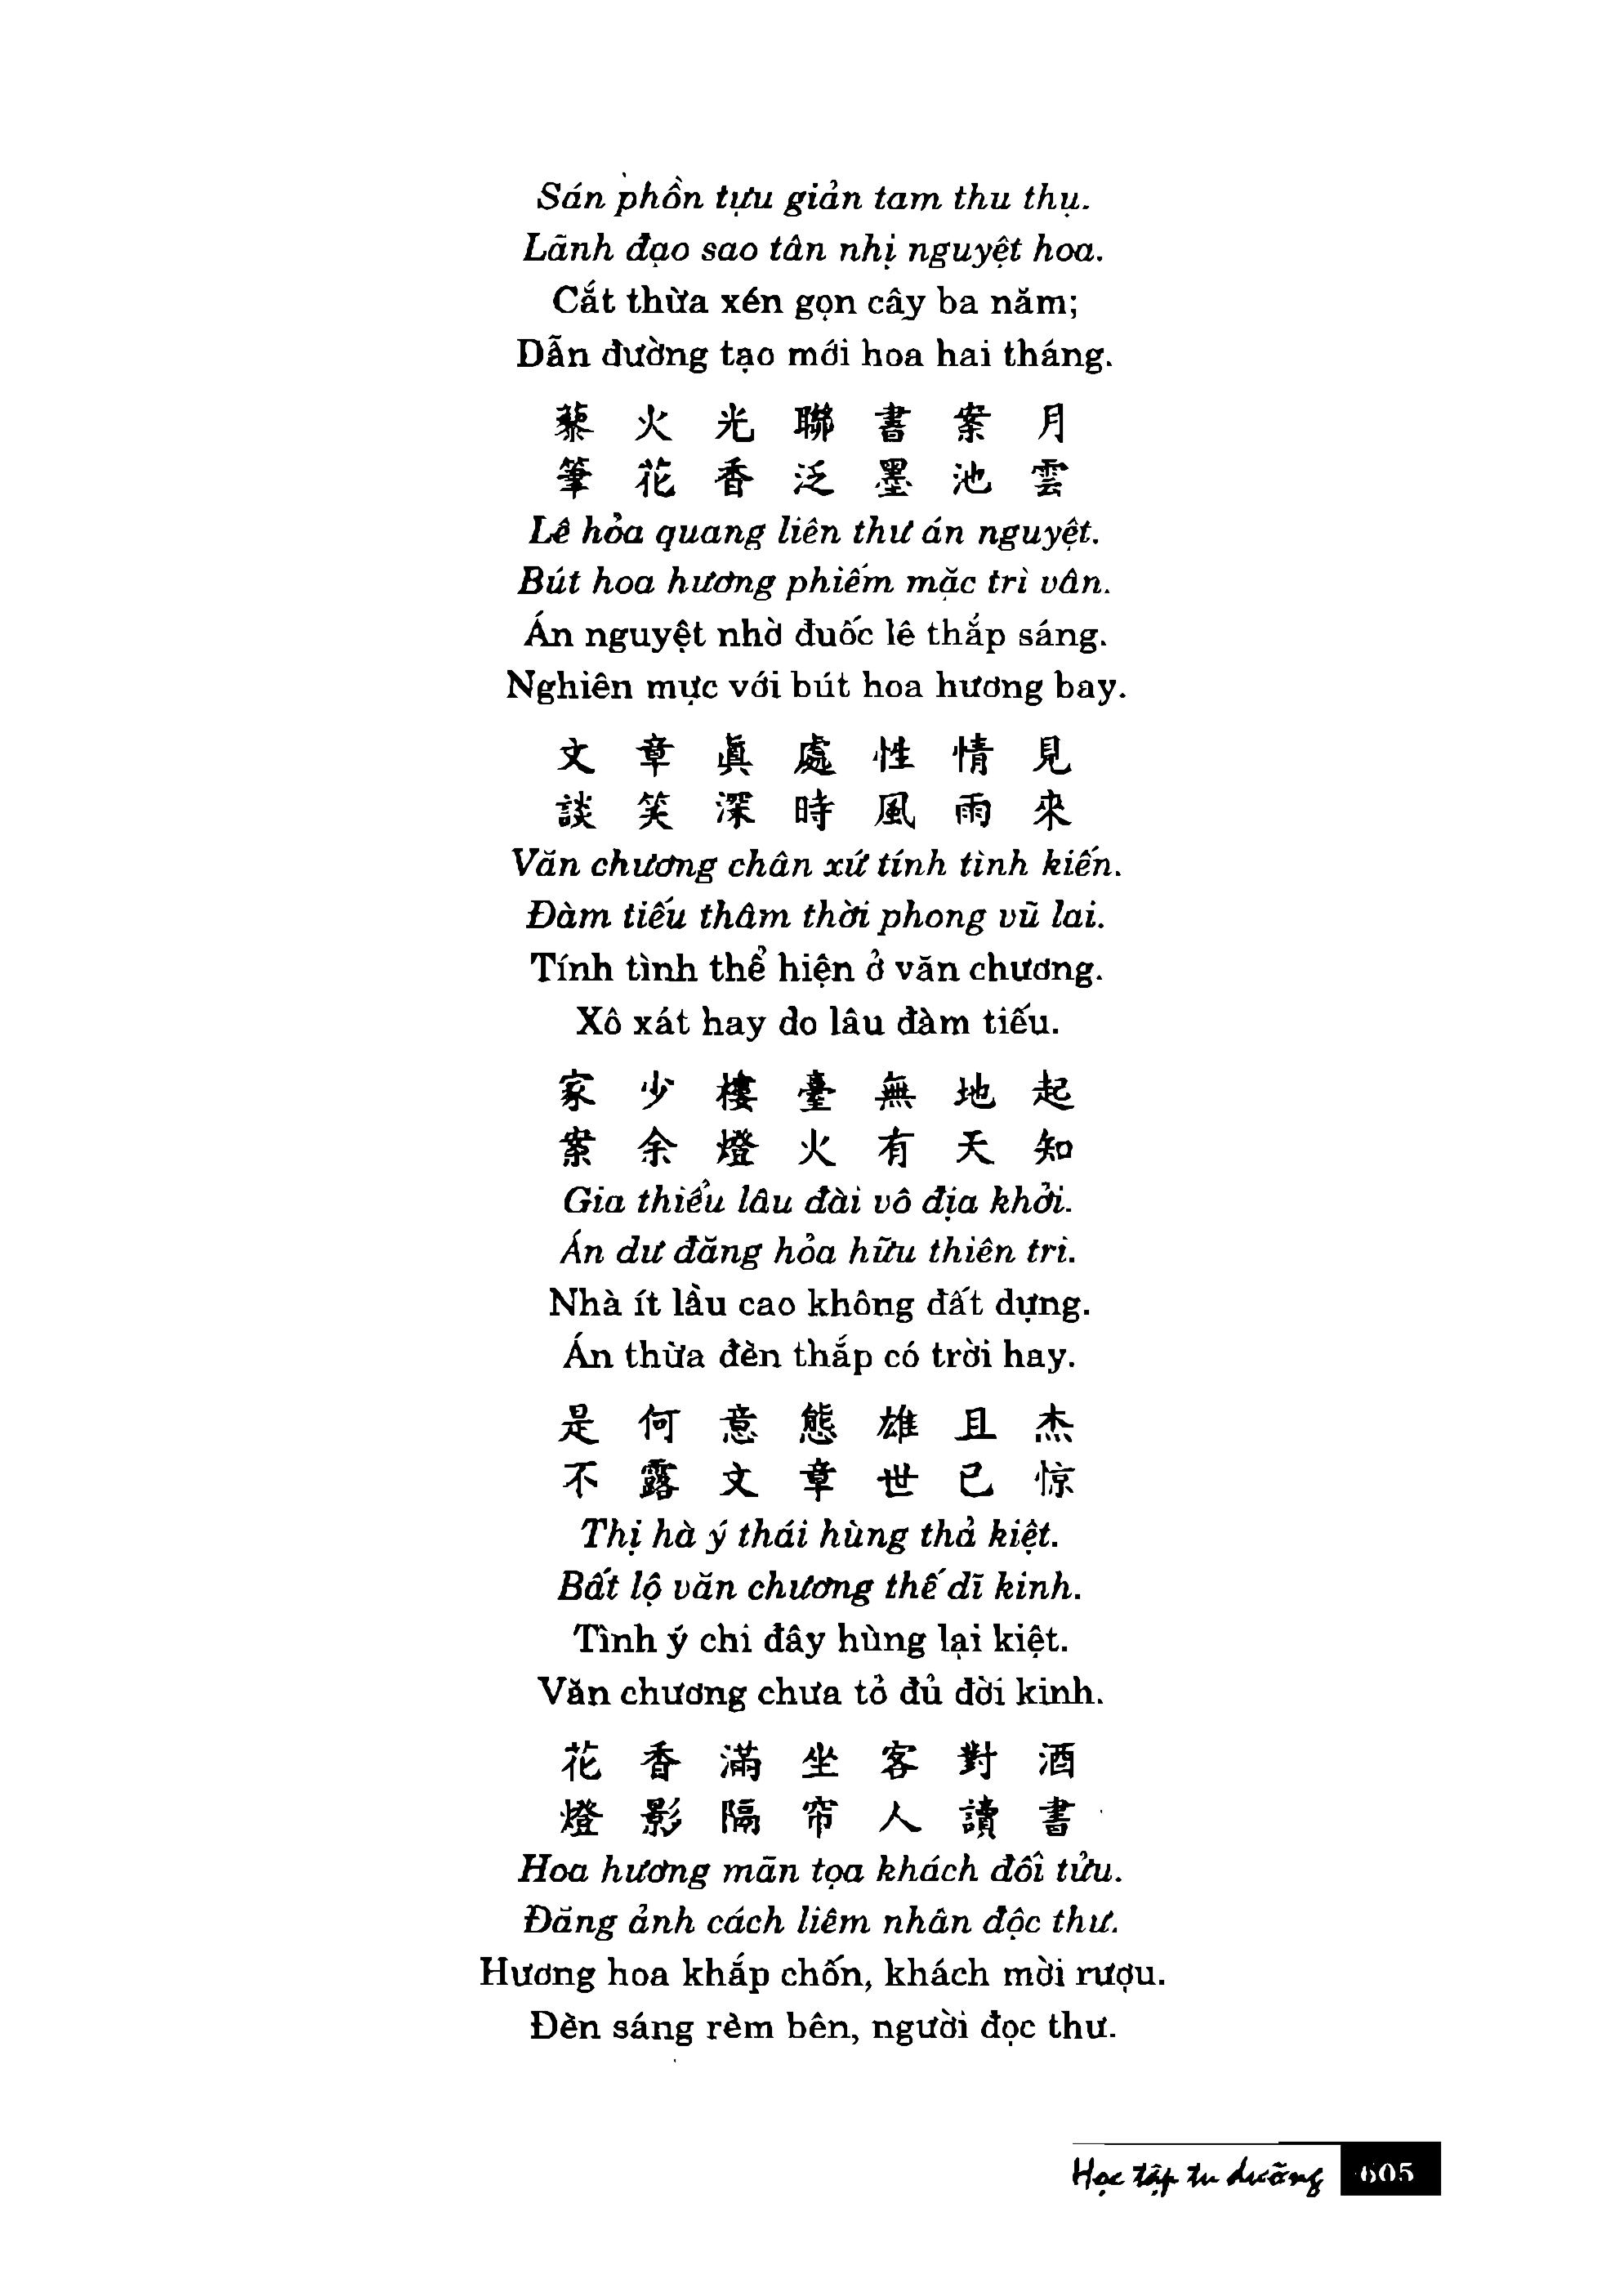 Sán phồn tựu giản tam thu thụ.
Lãnh đạo sao tân nhị nguyệt hoa.
Cắt thừa xén gọn cây ba năm;
Dẫn đường tạo mới hoa hai tháng.
藜 火 光 聯 書 案 月
筆 花 香 泛 墨 池 雲
Lê hỏa quang liên thư án nguyệt.
Bút hoa hương phiếm mặc trì vân.
Án nguyệt nhờ đuốc lê thắp sáng.
Nghiên mực với bút hoa hương bay.
文 章 眞 處 性 情 見
談 笑 深 時 風 雨 來
Văn chương chân xứ tính tình kiến.
Đàm tiếu thâm thời phong vũ lai.
Tính tình thể hiện ở văn chương.
Xô xát hay do lâu đàm tiếu.
家 少 樓 臺 無 地 起
案 余 燈 火 有 天 知
Gia thiểu lâu đài vô địa khởi.
Án dư đăng hỏa hữu thiên tri.
Nhà ít lầu cao không đất dựng.
Án thừa đèn thắp có trời hay.
是 何 意 態 雄 且 杰
不 露 文 章 世 已 惊
Thị hà ý thái hùng thả kiệt.
Bất lộ văn chương thế dĩ kinh.
Tình ý chi đây hùng lại kiệt.
Văn chương chưa tỏ đủ đời kinh.
花 香 滿 坐 客 對 酒
燈 影 隔 帘 人 讀 書
Hoa hương mãn tọa khách đối tửu.
Đăng ảnh cách liêm nhân độc thư.
Hương hoa khắp chốn, khách mời rượu.
Đèn sáng rèm bên, người đọc thư.
Học tập tu dưỡng 605